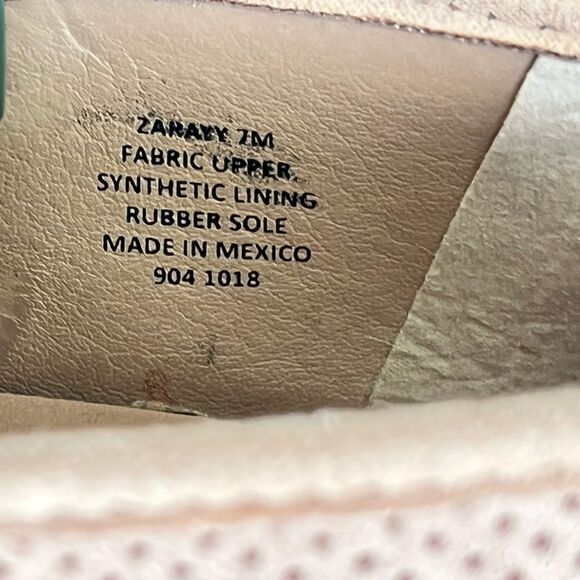 ZARAYY 7M
FABRIC UPPER,
SYNTHETIC LINING
RUBBER SOLE
MADE IN MEXICO
904 1018